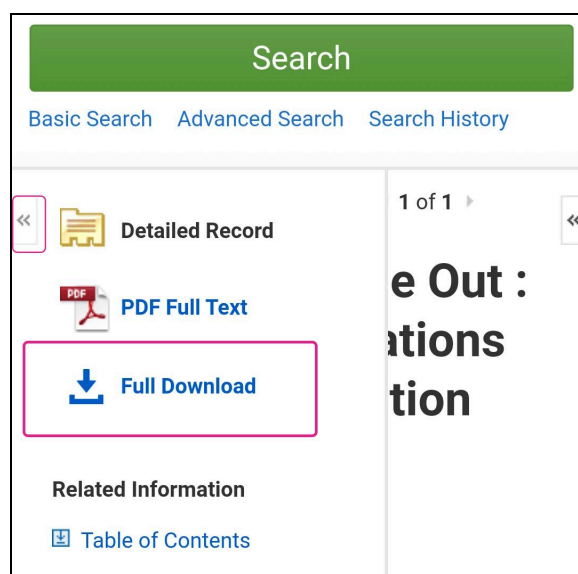 Search
Basic Search Advanced Search Search History
1 of 1
Detailed Record
e Out :
PDF
PDF Full Text
ations
Full Download
tion
Related Information
Table of Contents